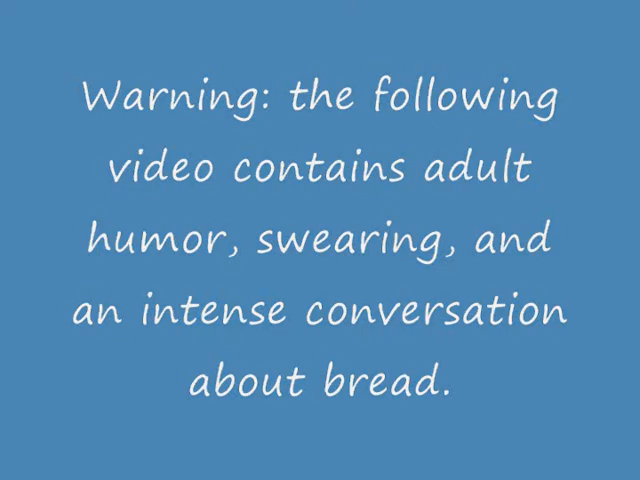 Warning: the following
video contains adult
humor, swearing, and
an intense conversation
about bread.